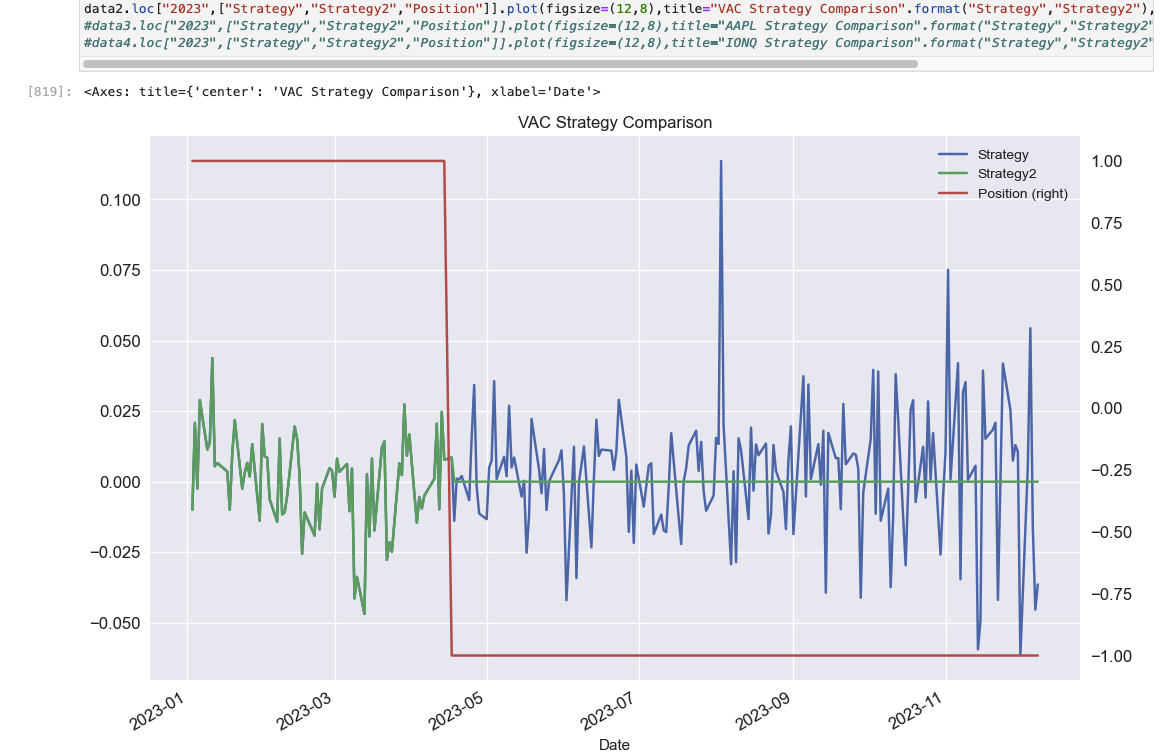 data2.loc["2023",["Strategy","Strategy2","Position"]].plot(figsize=(12,8),title="VAC Strategy Comparison".format("Strategy","Strategy2"),
#data3.loc["2023",["Strategy","Strategy2","Position"]].plot(figsize=(12,8),title="AAPL Strategy Comparison".format("Strategy","Strategy2"
#data4.loc["2023",["Strategy","Strategy2","Position"]].plot(figsize=(12,8),title="IONQ Strategy Comparison".format("Strategy","Strategy2"
[819]: <Axes: title={'center': 'VAC Strategy Comparison'}, xlabel='Date'>
VAC Strategy Comparison
Strategy
Strategy2
Position (right)
0.100
0.075
0.050
0.025
0.000
−0.025
−0.050
1.00
0.75
0.50
0.25
0.00
−0.25
−0.50
−0.75
−1.00
2023-01
2023-03
2023-05
2023-07
2023-09
2023-11
Date